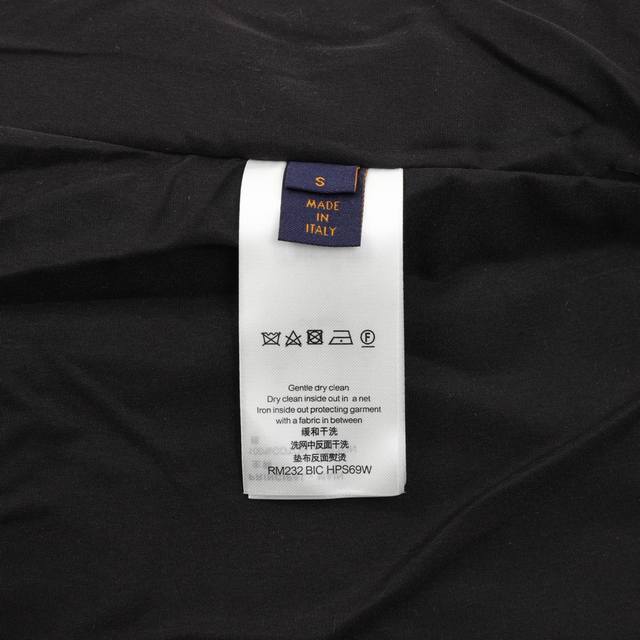 S
MADE
IN
ITALY
Gentle dry clean
Dry clean inside out in a net
Iron inside out protecting garment
with a fabric in between
缓和干洗
洗网中反面干洗
垫布反面熨烫
RM232 BIC HPS69W